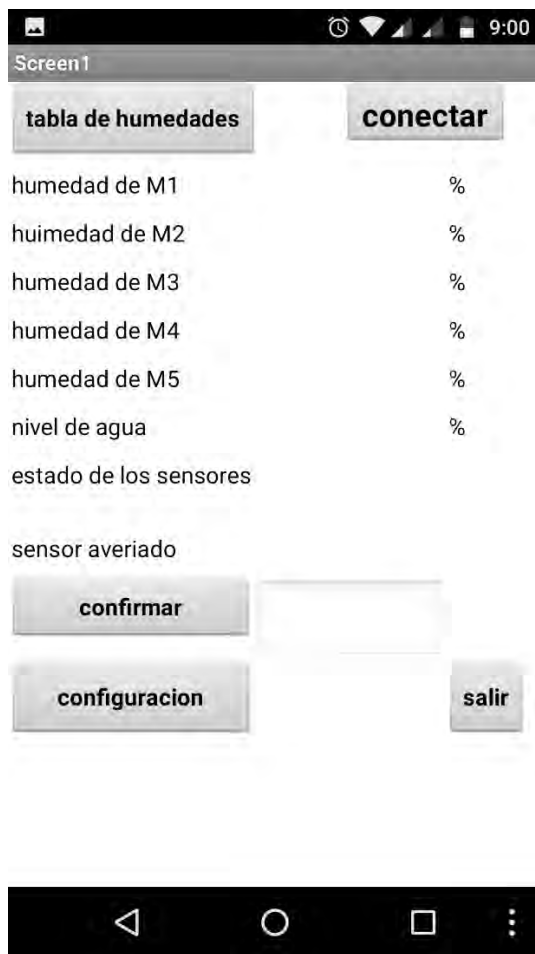 9:00
Screen1
tabla de humedades conectar
humedad de M1 %
huimedad de M2 %
humedad de M3 %
humedad de M4 %
humedad de M5 %
nivel de agua %
estado de los sensores
sensor averiado
confirmar
configuracion salir